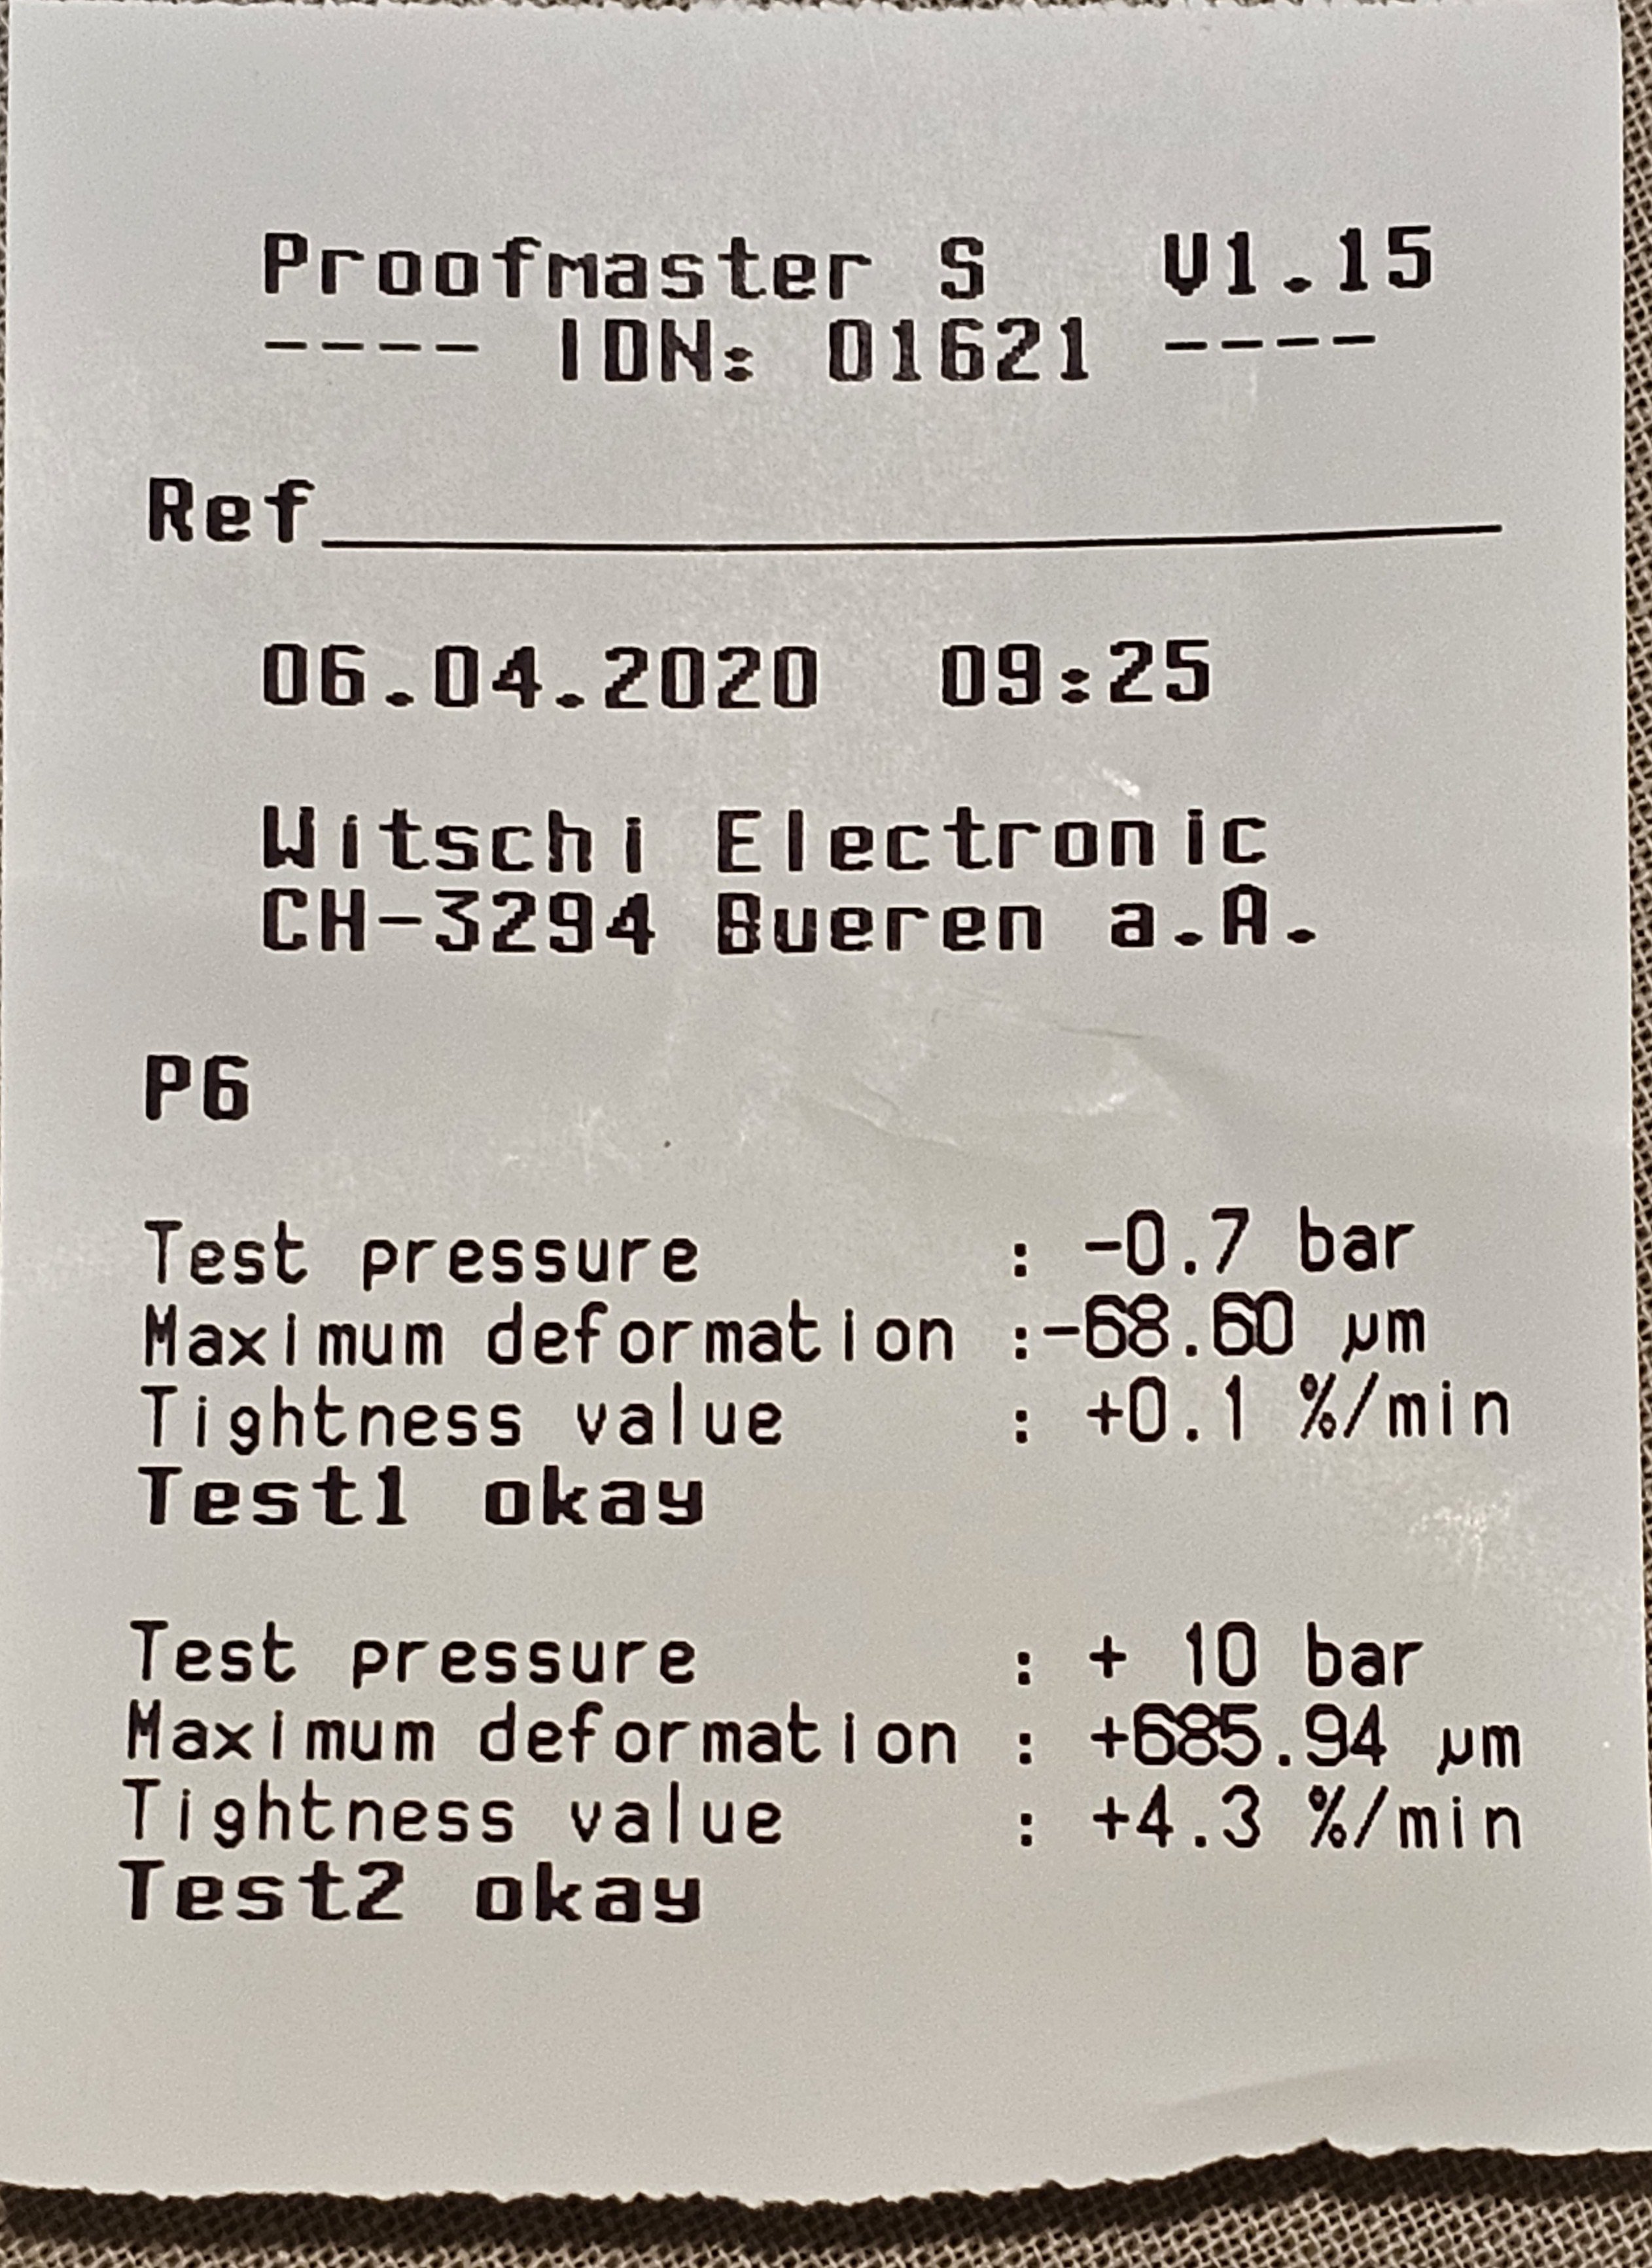 Proofmaster S V1.15
---- IDN: 01621 ----
Ref____________________
06.04.2020 09:25
Witschi Electronic
CH-3294 Bueren a.A.
P6
Test pressure : -0.7 bar
Maximum deformation :-68.60 µm
Tightness value : +0.1 %/min
Test1 okay
Test pressure : + 10 bar
Maximum deformation : +685.94 µm
Tightness value : +4.3 %/min
Test2 okay